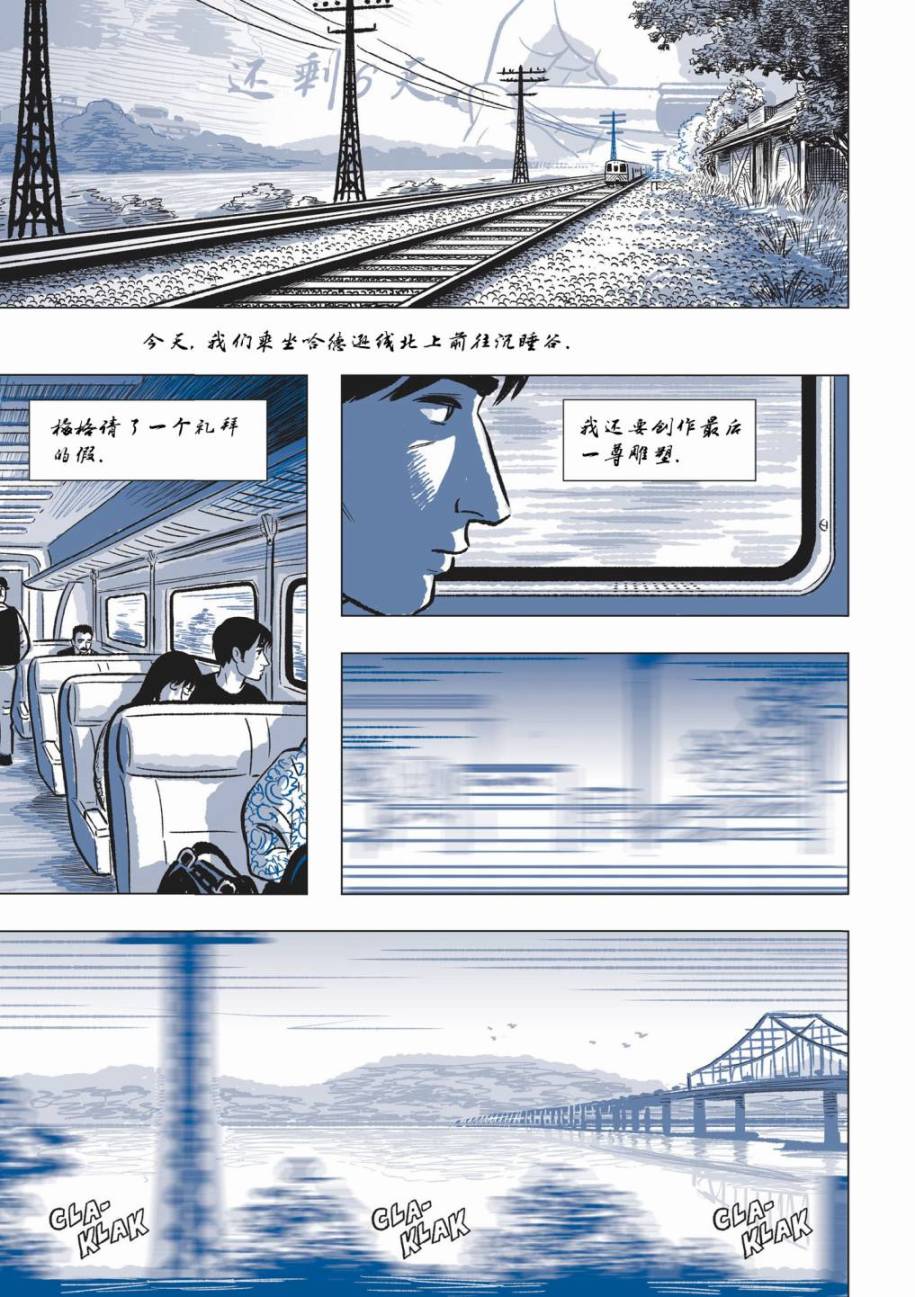 还剩8天。
今天,我们乘坐哈德逊线北上前往沉睡谷.
梅格请了一个礼拜
的假.
我还要创作最后
一尊雕塑.
CLA-
KLAK
CLA-
KLAK
CLA-
KLAK